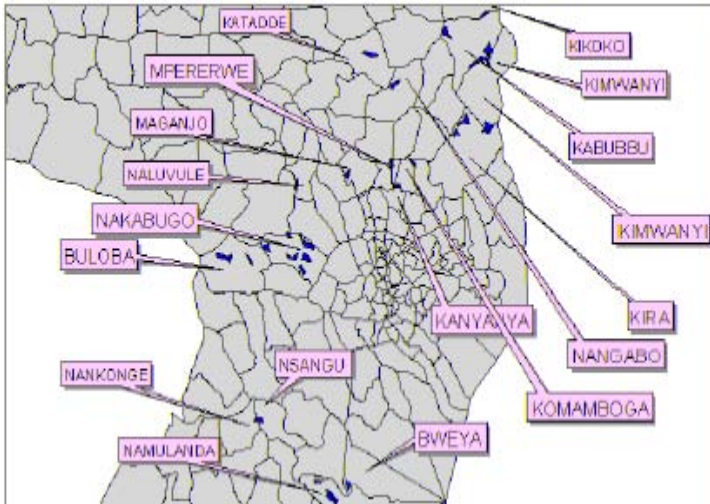 KATADDE
KIKOKO
MPERERWE
KIMWANYI
MAGANJO
KABUBBU
NALUVULE
NAKABUGO
KIMWANYI
BULOBA
KANYANYA
KIRA
NANGABO
NSANGU
NANKONGE
KOMAMBOGA
BWEYA
NAMULANDA